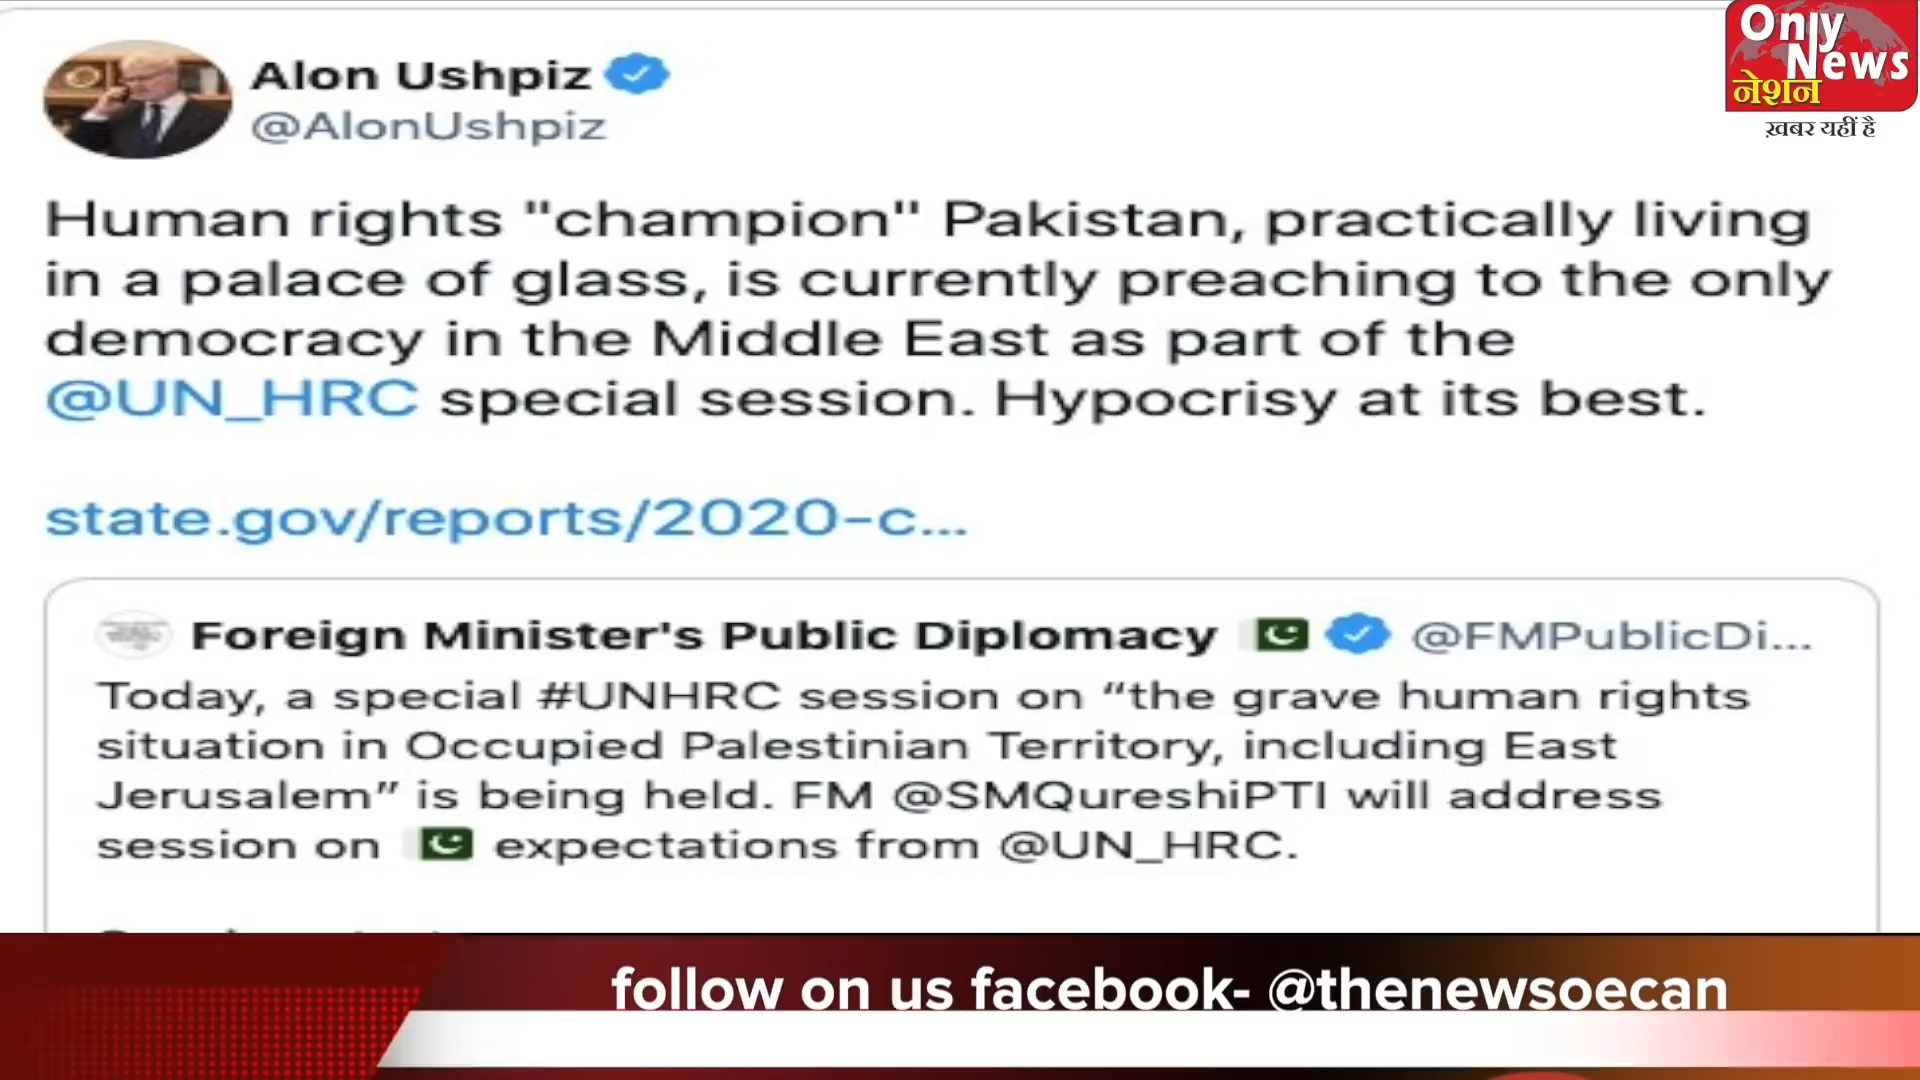 Only
News
नेशन
ख़बर यहीं है
Alon Ushpiz
@AlonUshpiz
Human rights "champion" Pakistan, practically living
in a palace of glass, is currently preaching to the only
democracy in the Middle East as part of the
@UN_HRC special session. Hypocrisy at its best.
state.gov/reports/2020-c...
Foreign Minister's Public Diplomacy @FMPublicDi...
Today, a special #UNHRC session on “the grave human rights
situation in Occupied Palestinian Territory, including East
Jerusalem” is being held. FM @SMQureshiPTI will address
session on expectations from @UN_HRC.
follow on us facebook- @thenewsoecan